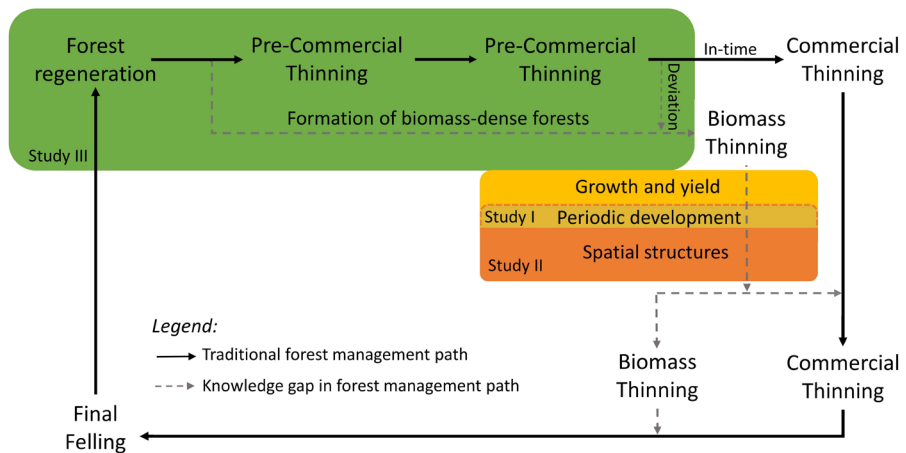 Forest
regeneration
Pre-Commercial
Thinning
Pre-Commercial
Thinning
In-time
Commercial
Thinning
Deviation
Formation of biomass-dense forests
Biomass
Thinning
Study III
Growth and yield
Study I
Periodic development
Spatial structures
Study II
Legend:
Traditional forest management path
Knowledge gap in forest management path
Biomass
Thinning
Commercial
Thinning
Final
Felling